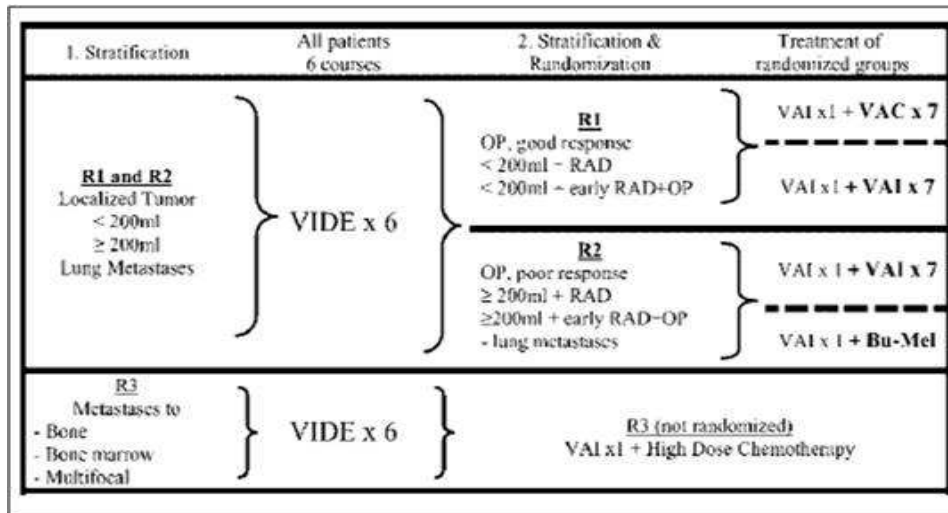 1. Stratification
All patients
6 courses
2. Stratification &
Randomization
Treatment of
randomized groups
R1 and R2
Localized Tumor
< 200ml
≥ 200ml
Lung Metastases
VIDE x 6
R1
OP, good response
< 200ml + RAD
< 200ml + early RAD+OP
VAI x1 + VAC x 7
VAI x1 + VAI x 7
R2
OP, poor response
≥ 200ml + RAD
≥200ml + early RAD+OP
- lung metastases
VAI x 1 + VAI x 7
VAI x 1 + Bu-Mel
R3
Metastases to
- Bone
- Bone marrow
- Multifocal
VIDE x 6
R3 (not randomized)
VAI x1 + High Dose Chemotherapy